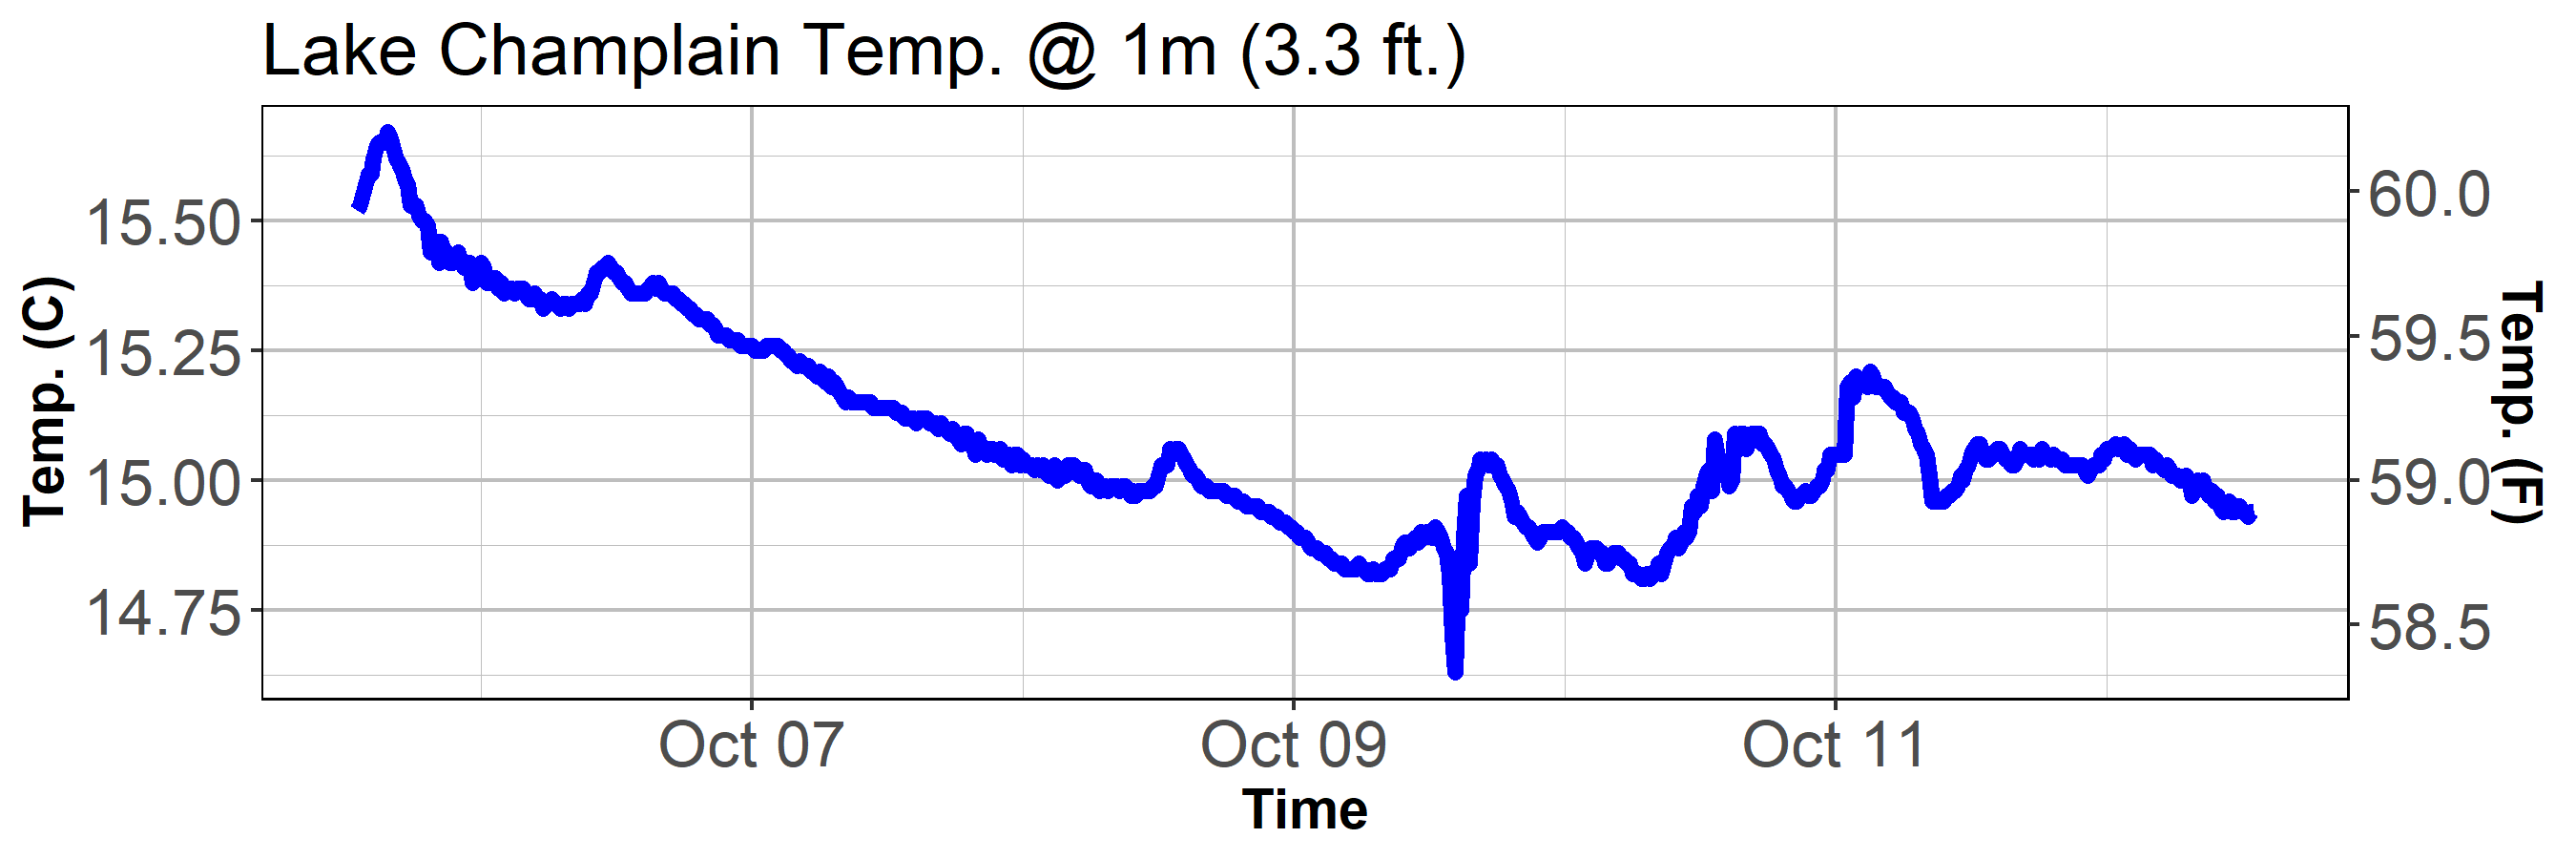 Lake Champlain Temp. @ 1m (3.3 ft.)
Temp. (C)
15.50
15.25
15.00
14.75
60.0
59.5
59.0
58.5
Temp. (F)
Oct 07
Oct 09
Oct 11
Time